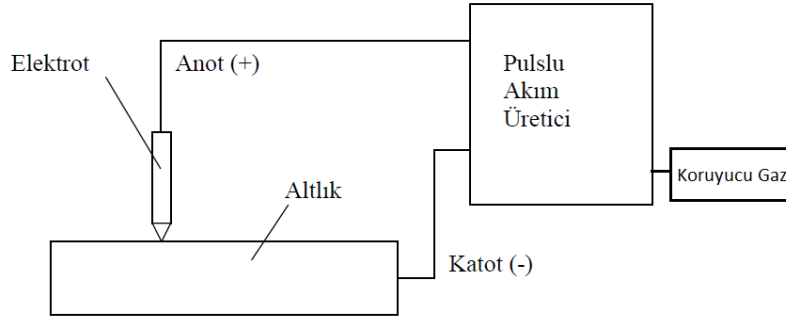 Elektrot
Anot (+)
Pulslu
Akım
Üretici
Koruyucu Gaz
Altlık
Katot (-)